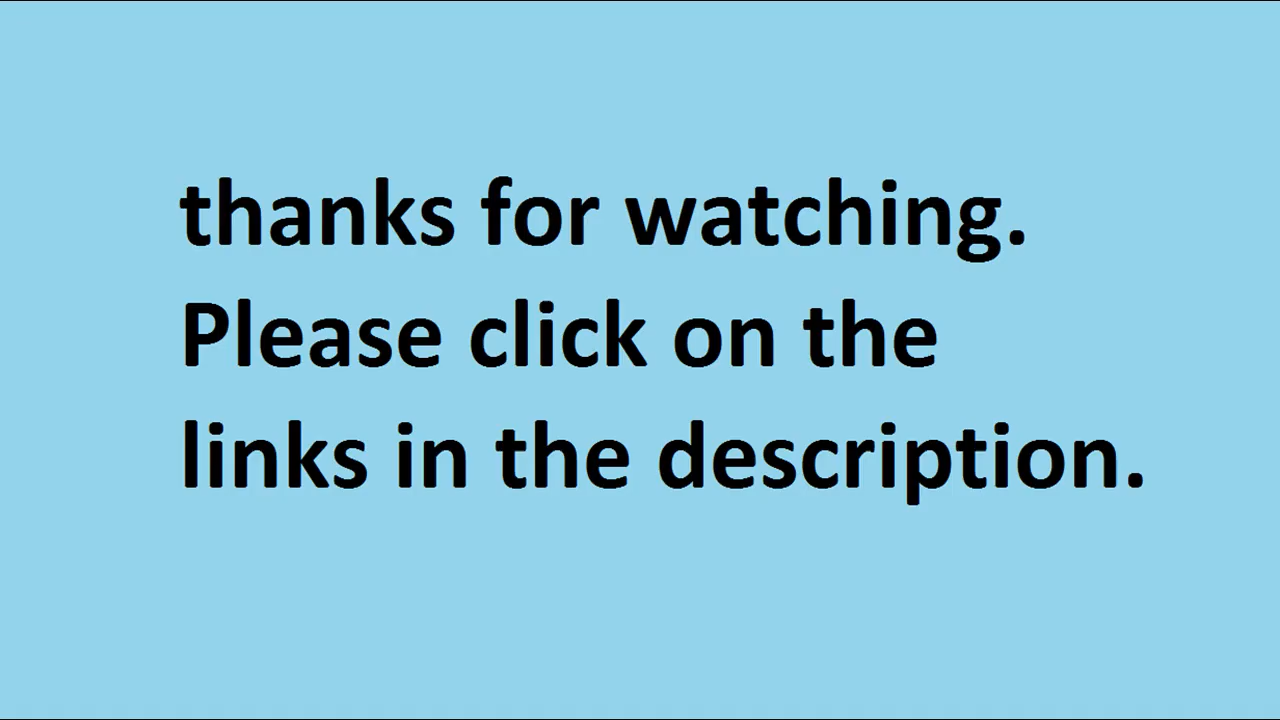 thanks for watching.
Please click on the
links in the description.